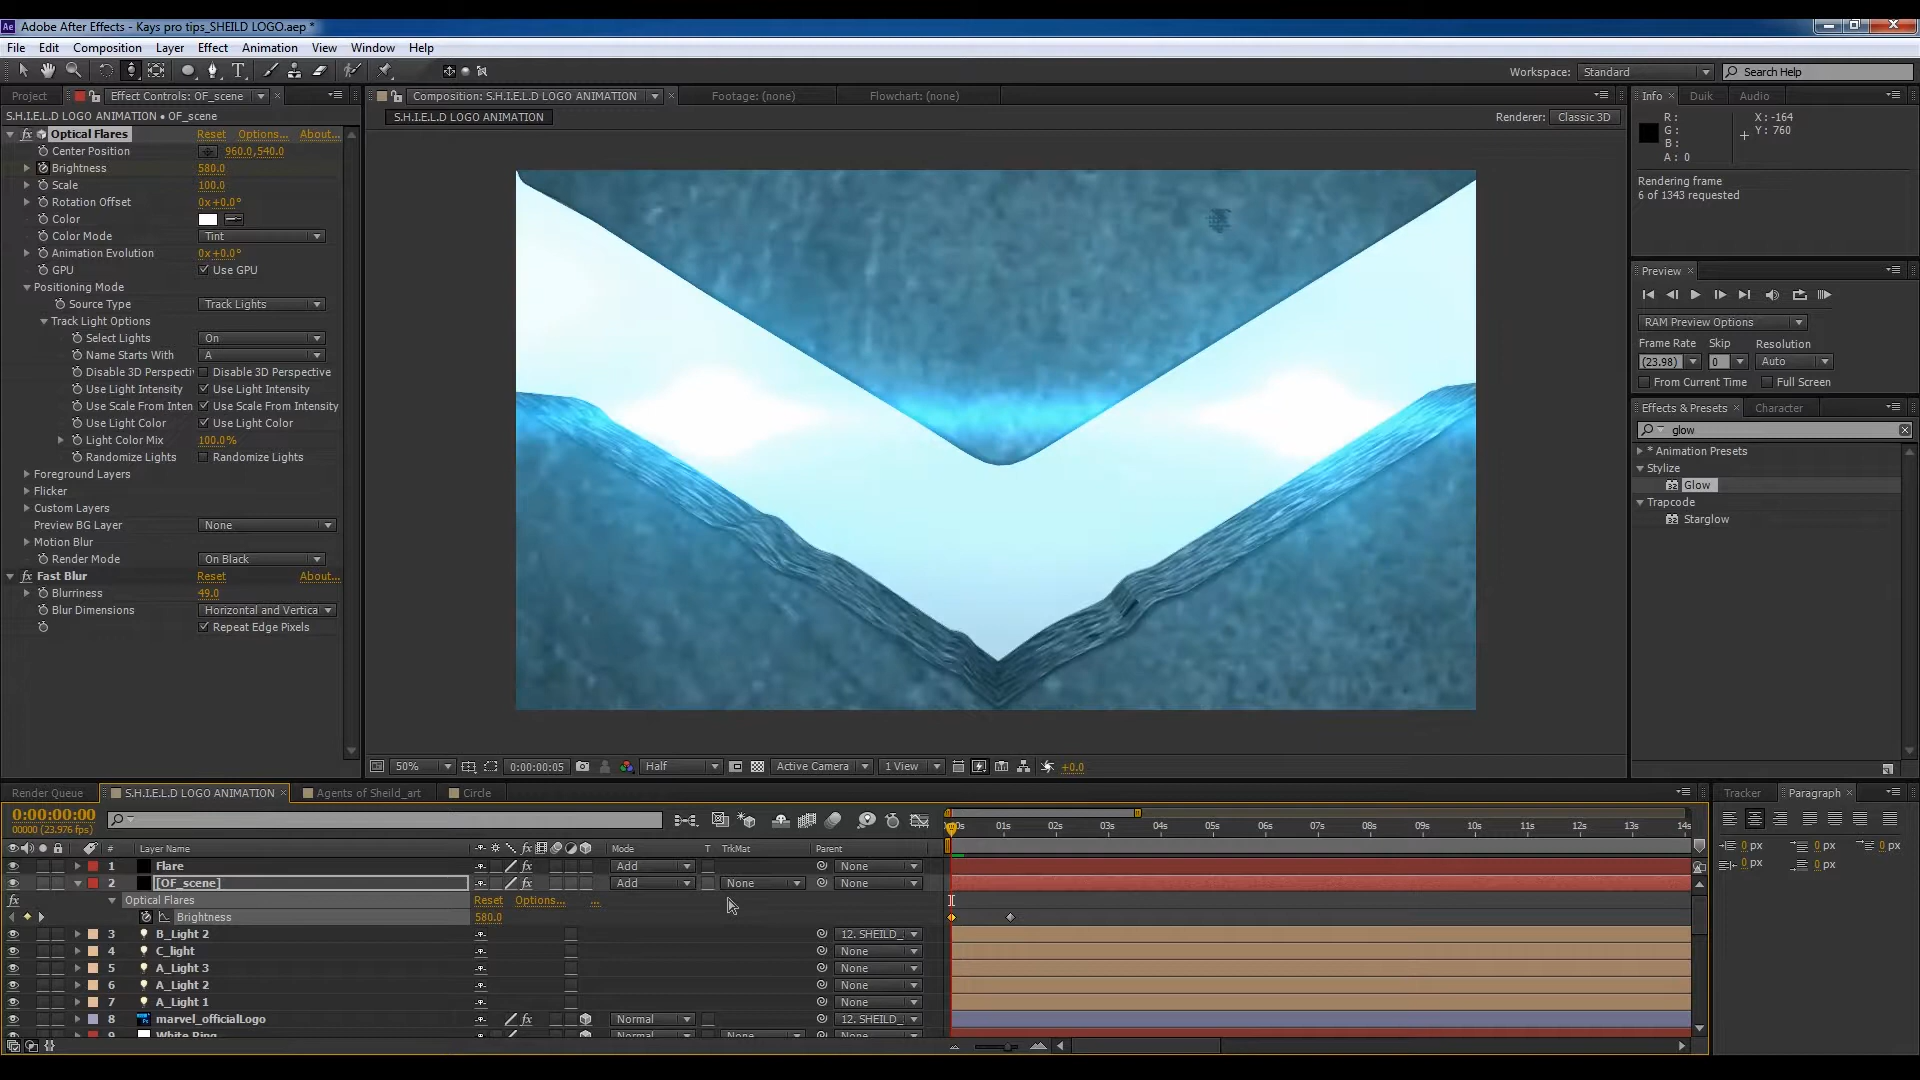 Adobe After Effects - Kays pro tips_SHEILD LOGO.aep *
File Edit Composition Layer Effect Animation View Window Help
Workspace: Standard Search Help
Project Effect Controls: OF_scene
Composition: S.H.I.E.L.D LOGO ANIMATION Footage: (none) Flowchart: (none)
Info Duik Audio
S.H.I.E.L.D LOGO ANIMATION • OF_scene
S.H.I.E.L.D LOGO ANIMATION
Renderer: Classic 3D
R: X: -164
G: Y: 760
B:
A: 0
Rendering frame
6 of 1343 requested
Optical Flares Reset Options... About...
Center Position 960.0,540.0
Brightness 580.0
Scale 100.0
Rotation Offset 0x+0.0°
Color
Color Mode Tint
Animation Evolution 0x+0.0°
GPU Use GPU
Positioning Mode
Source Type Track Lights
Track Light Options
Select Lights On
Name Starts With A
Disable 3D Perspecti Disable 3D Perspective
Use Light Intensity Use Light Intensity
Use Scale From Inten Use Scale From Intensity
Use Light Color Use Light Color
Light Color Mix 100.0%
Randomize Lights Randomize Lights
Foreground Layers
Flicker
Custom Layers
Preview BG Layer None
Motion Blur
Render Mode On Black
Fast Blur Reset About...
Blurriness 49.0
Blur Dimensions Horizontal and Vertica
Repeat Edge Pixels
Preview
RAM Preview Options
Frame Rate Skip Resolution
(23.98) 0 Auto
From Current Time Full Screen
Effects & Presets Character
glow
* Animation Presets
Stylize
32 Glow
Trapcode
32 Starglow
50% 0:00:00:05 Half Active Camera 1 View +0.0
Render Queue S.H.I.E.L.D LOGO ANIMATION Agents of Sheild_art Circle
Tracker Paragraph
0:00:00:00
00000 (23.976 fps)
01s 02s 03s 04s 05s 06s 07s 08s 09s 10s 11s 12s 13s 14s
0 px 0 px 0 px
0 px 0 px
# Layer Name Mode T TrkMat Parent
1 Flare Add None
2 [OF_scene] Add None None
Optical Flares Reset Options... ...
Brightness 580.0
3 B_Light 2 12. SHEILD_
4 C_light None
5 A_Light 3 None
6 A_Light 2 None
7 A_Light 1 None
8 marvel_officialLogo Normal 12. SHEILD_
9 White Ring Normal None